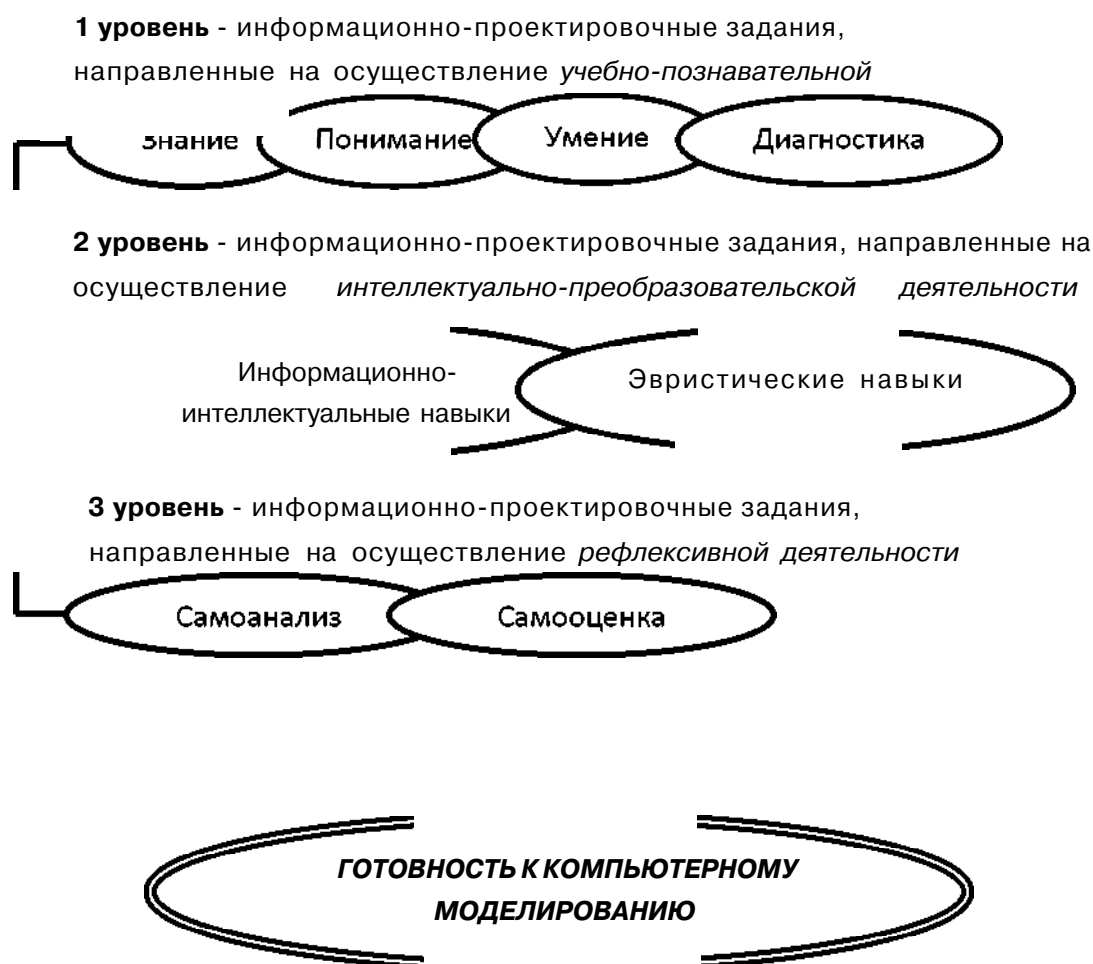 1 уровень - информационно-проектировочные задания,
направленные на осуществление учебно-познавательной
Знание Понимание Умение Диагностика
2 уровень - информационно-проектировочные задания, направленные на
осуществление интеллектуально-преобразовательской деятельности
Информационно-
интеллектуальные навыки
Эвристические навыки
3 уровень - информационно-проектировочные задания,
направленные на осуществление рефлексивной деятельности
Самоанализ Самооценка
ГОТОВНОСТЬ К КОМПЬЮТЕРНОМУ
МОДЕЛИРОВАНИЮ